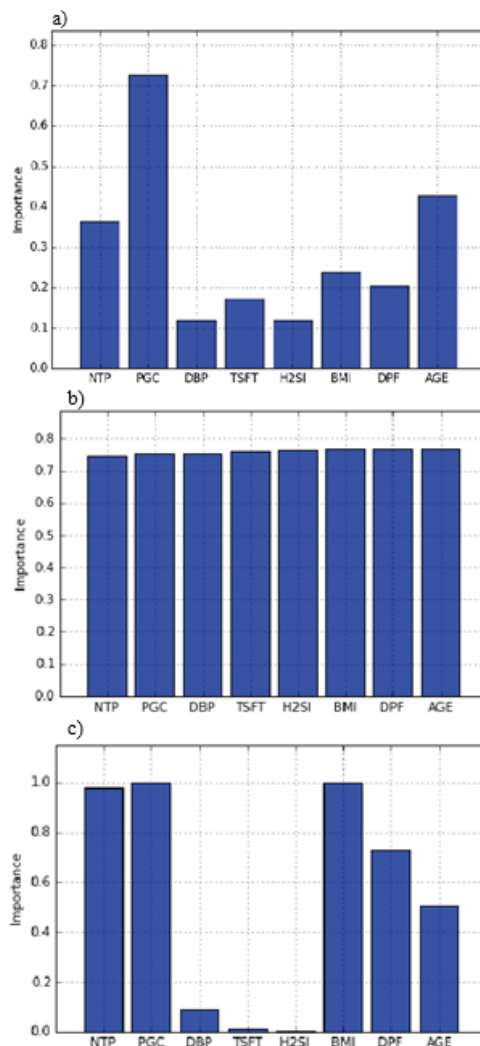 a)
0.8
0.7
0.6
0.5
0.4
0.3
0.2
0.1
0.0
Importance
NTP PGC DBP TSFT H2SI BMI DPF AGE
b)
0.8
0.7
0.6
0.5
0.4
0.3
0.2
0.1
0.0
Importance
NTP PGC DBP TSFT H2SI BMI DPF AGE
c)
1.0
0.8
0.6
0.4
0.2
0.0
Importance
NTP PGC DBP TSFT H2SI BMI DPF AGE